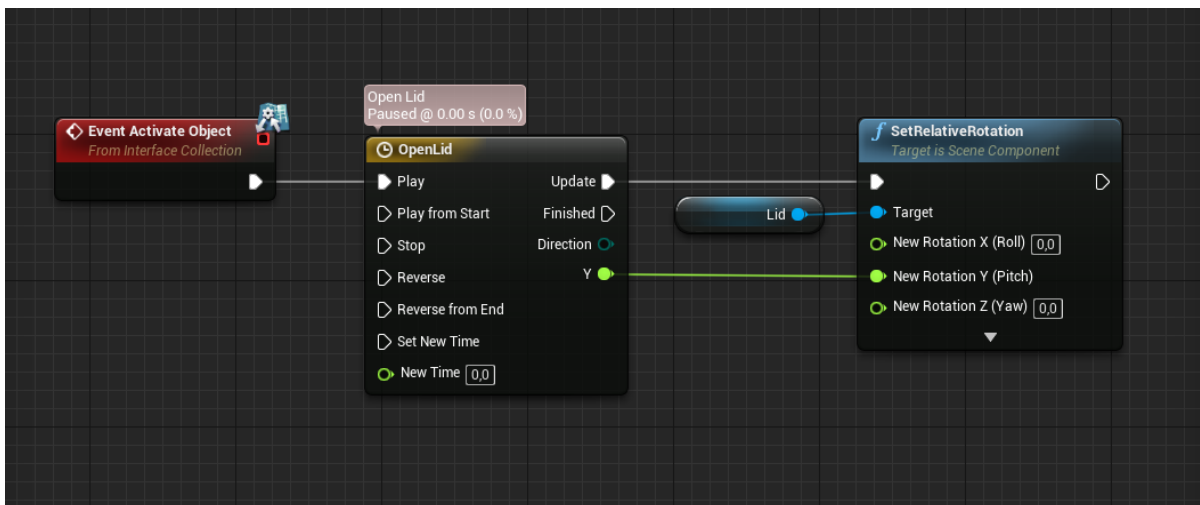 Open Lid
Paused @ 0.00 s (0.0 %)
Event Activate Object
From Interface Collection
OpenLid
Play
Update
Play from Start
Finished
Stop
Direction
Reverse
Y
Reverse from End
Set New Time
New Time 0,0
Lid
SetRelativeRotation
Target is Scene Component
Target
New Rotation X (Roll) 0,0
New Rotation Y (Pitch)
New Rotation Z (Yaw) 0,0